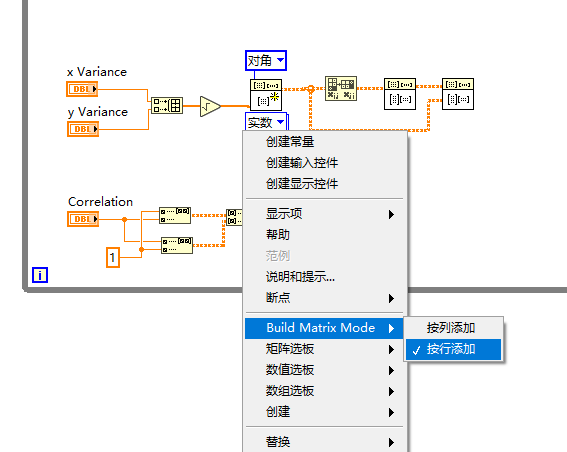 对角
x Variance
DBL
y Variance
DBL
实数
创建常量
创建输入控件
创建显示控件
Correlation
DBL
显示项
帮助
1
范例
i
说明和提示...
断点
Build Matrix Mode
按列添加
矩阵选板
按行添加
数值选板
数组选板
创建
替换